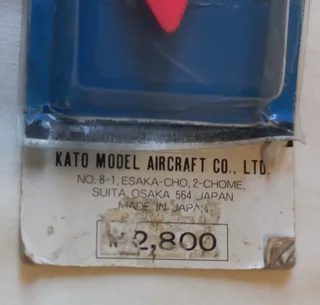 KATO MODEL AIRCRAFT CO., LTD.
NO. 8-1, ESAKA-CHO, 2-CHOME,
SUITA, OSAKA 564 JAPAN
MADE IN JAPAN
¥ 2,800